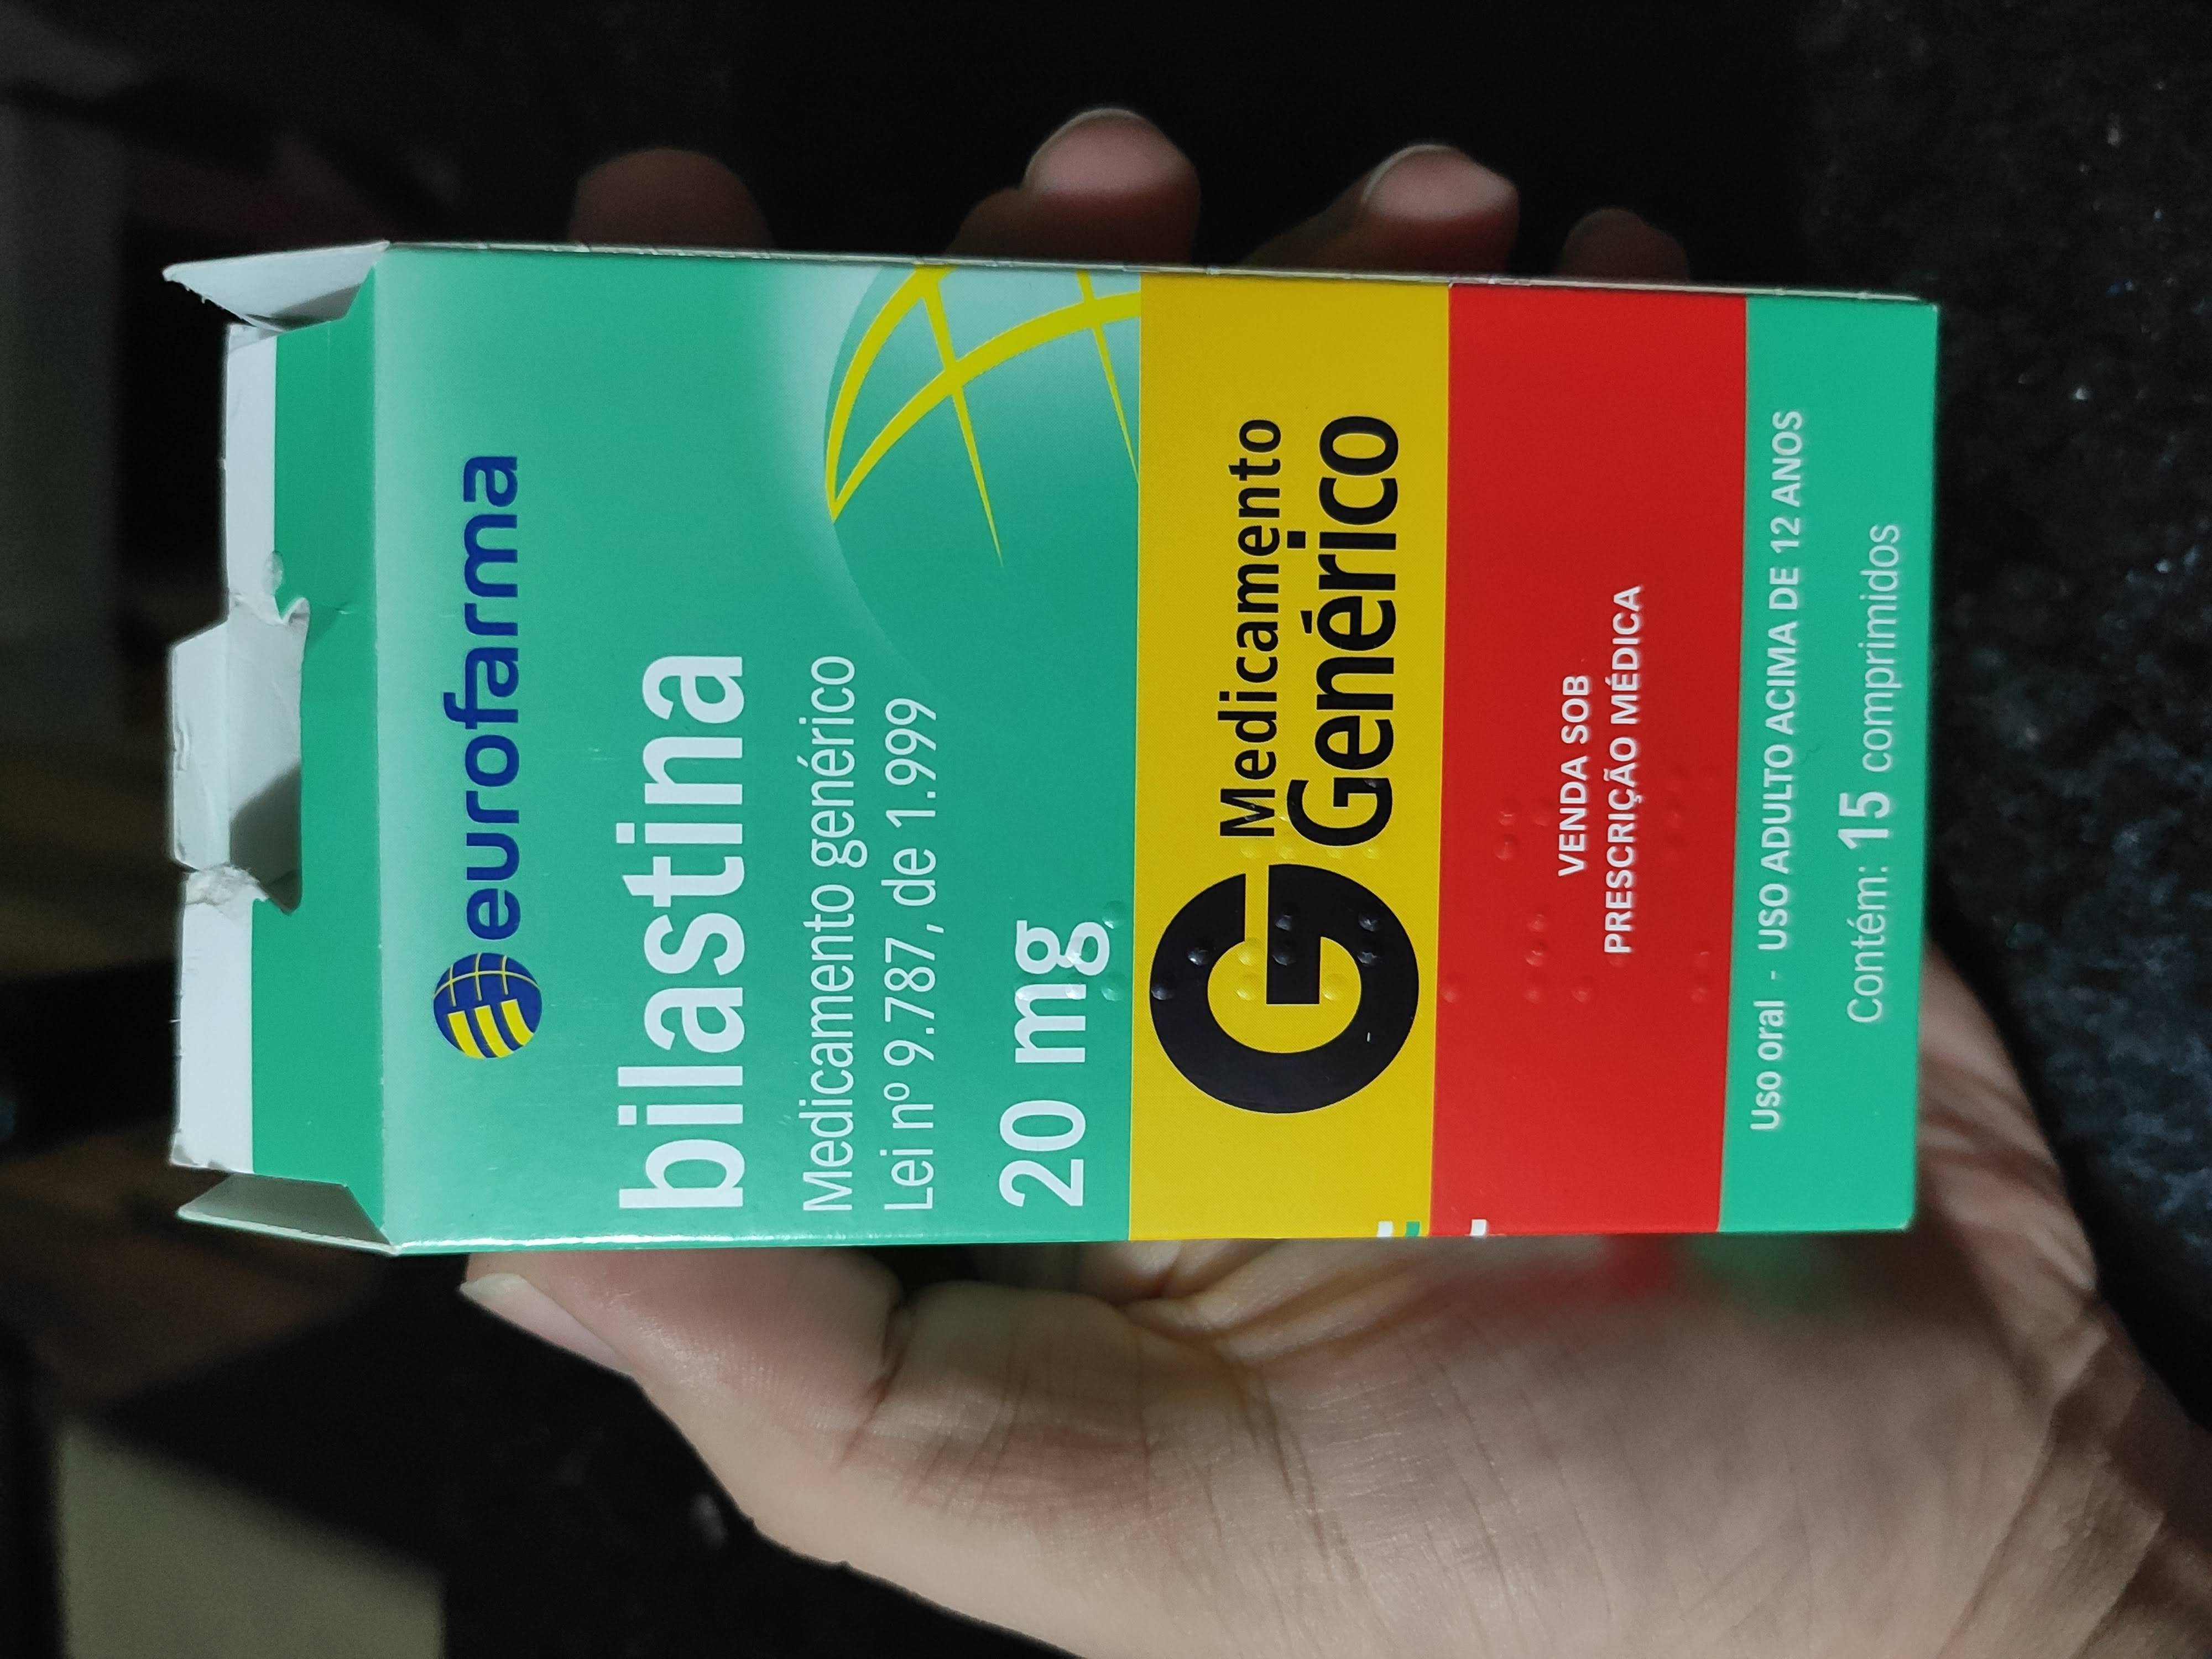 eurofarma
bilastina
Medicamento genérico
Lei nº 9.787, de 1.999
20 mg
G Medicamento
Genérico
VENDA SOB
PRESCRIÇÃO MÉDICA
Uso oral - USO ADULTO ACIMA DE 12 ANOS
Contém: 15 comprimidos